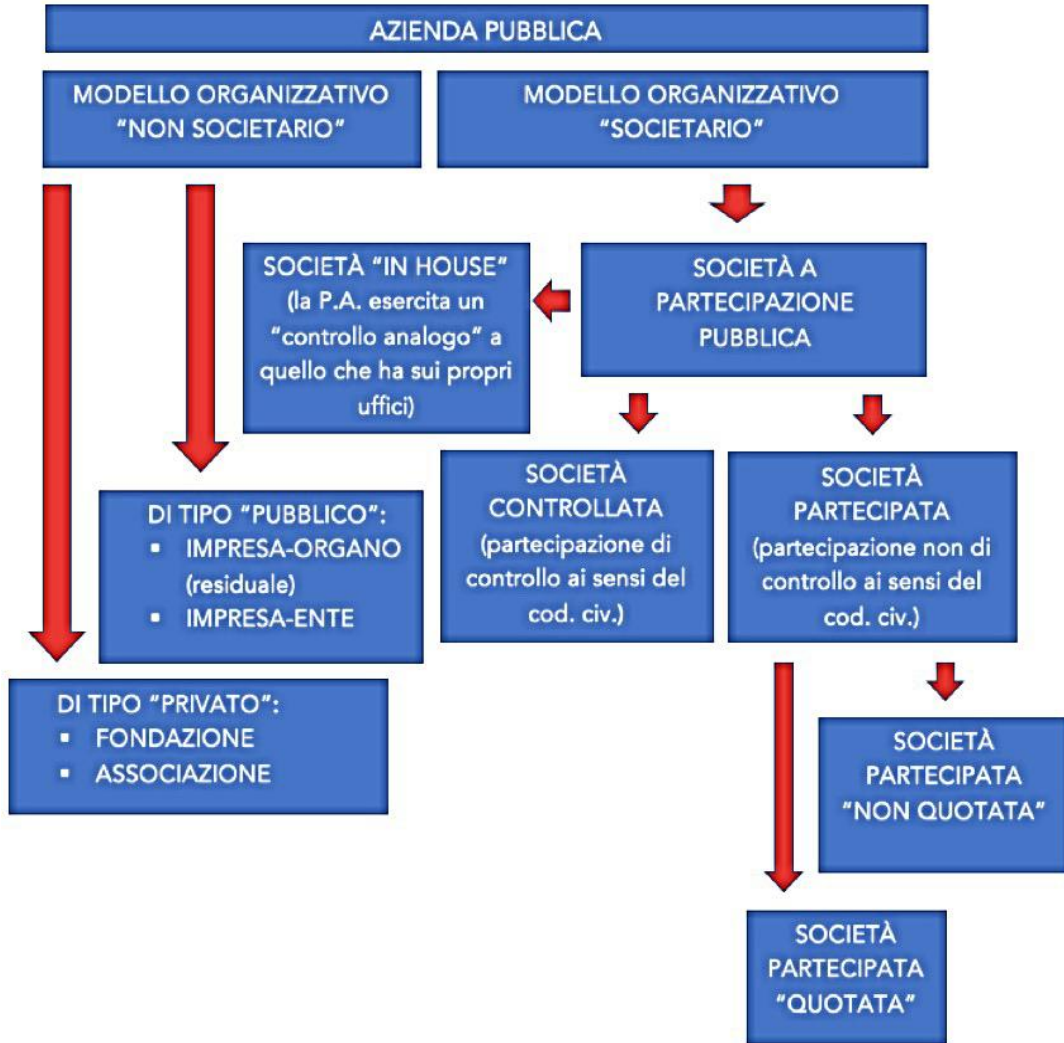 AZIENDA PUBBLICA
MODELLO ORGANIZZATIVO
"NON SOCIETARIO"
MODELLO ORGANIZZATIVO
"SOCIETARIO"
SOCIETÀ "IN HOUSE"
(la P.A. esercita un
"controllo analogo" a
quello che ha sui propri
uffici)
SOCIETÀ A
PARTECIPAZIONE
PUBBLICA
DI TIPO "PUBBLICO":
▪ IMPRESA-ORGANO
(residuale)
▪ IMPRESA-ENTE
SOCIETÀ
CONTROLLATA
(partecipazione di
controllo ai sensi del
cod. civ.)
SOCIETÀ
PARTECIPATA
(partecipazione non di
controllo ai sensi del
cod. civ.)
DI TIPO "PRIVATO":
▪ FONDAZIONE
▪ ASSOCIAZIONE
SOCIETÀ
PARTECIPATA
"NON QUOTATA"
SOCIETÀ
PARTECIPATA
"QUOTATA"